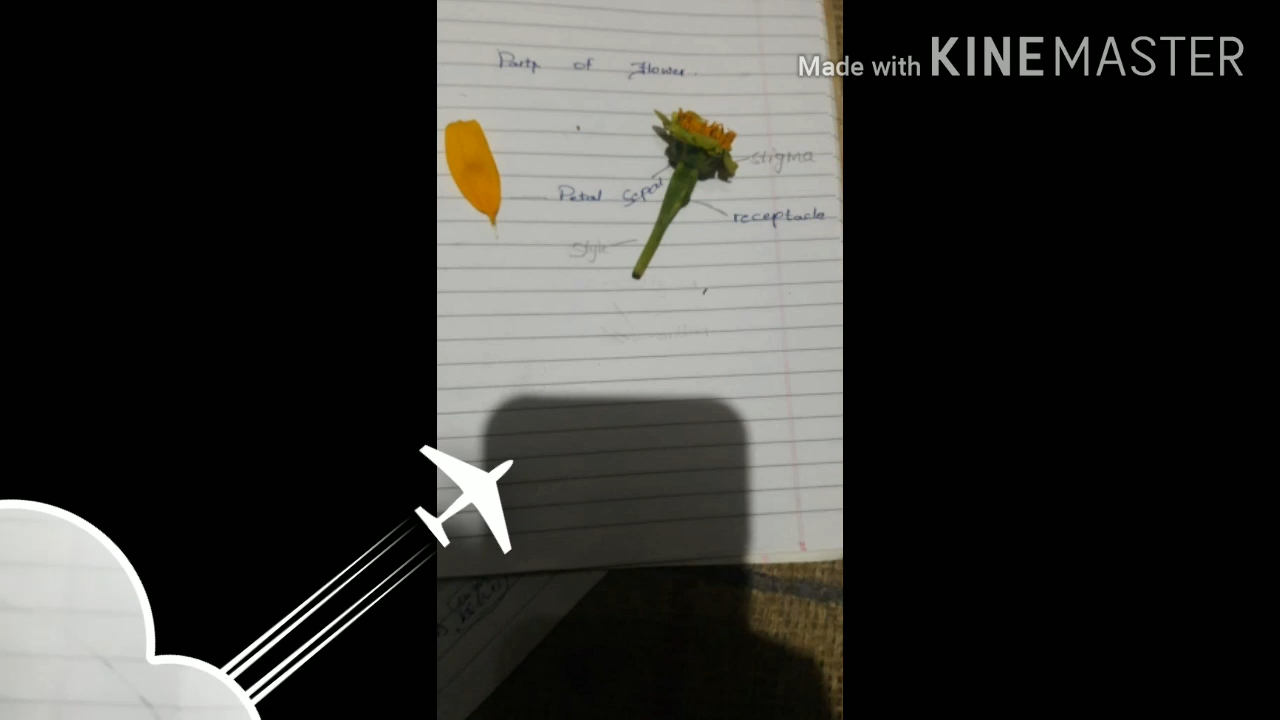 Made with KINEMASTER
Parts of flower.
stigma
Petal sepal
receptacle
Style